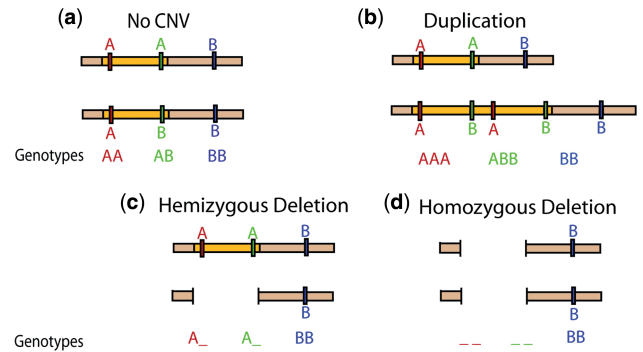 (a) No CNV
A A B
A B B
Genotypes AA AB BB
(b) Duplication
A A B
A B A B B
AAA ABB BB
(c) Hemizygous Deletion
A A B
B
Genotypes A_ A_ BB
(d) Homozygous Deletion
B
B
_ _ _ _ BB